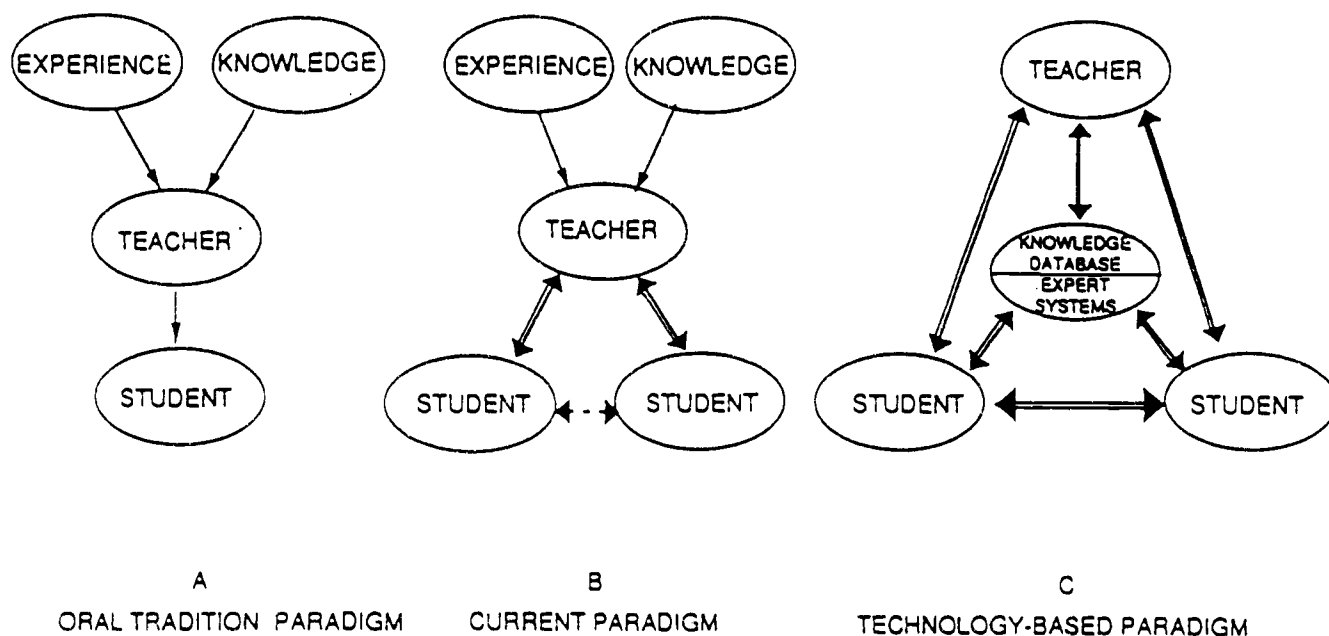 EXPERIENCE
KNOWLEDGE
TEACHER
STUDENT
A
ORAL TRADITION PARADIGM
EXPERIENCE
KNOWLEDGE
TEACHER
STUDENT
STUDENT
B
CURRENT PARADIGM
TEACHER
KNOWLEDGE
DATABASE
EXPERT
SYSTEMS
STUDENT
STUDENT
C
TECHNOLOGY-BASED PARADIGM